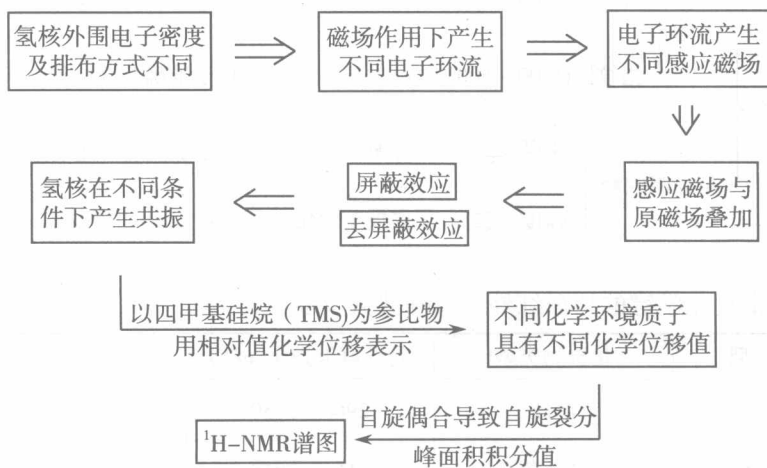 氢核外围电子密度
及排布方式不同
磁场作用下产生
不同电子环流
电子环流产生
不同感应磁场
感应磁场与
原磁场叠加
屏蔽效应
去屏蔽效应
氢核在不同条
件下产生共振
以四甲基硅烷（TMS)为参比物
用相对值化学位移表示
不同化学环境质子
具有不同化学位移值
自旋偶合导致自旋裂分
峰面积积分值
¹H-NMR谱图